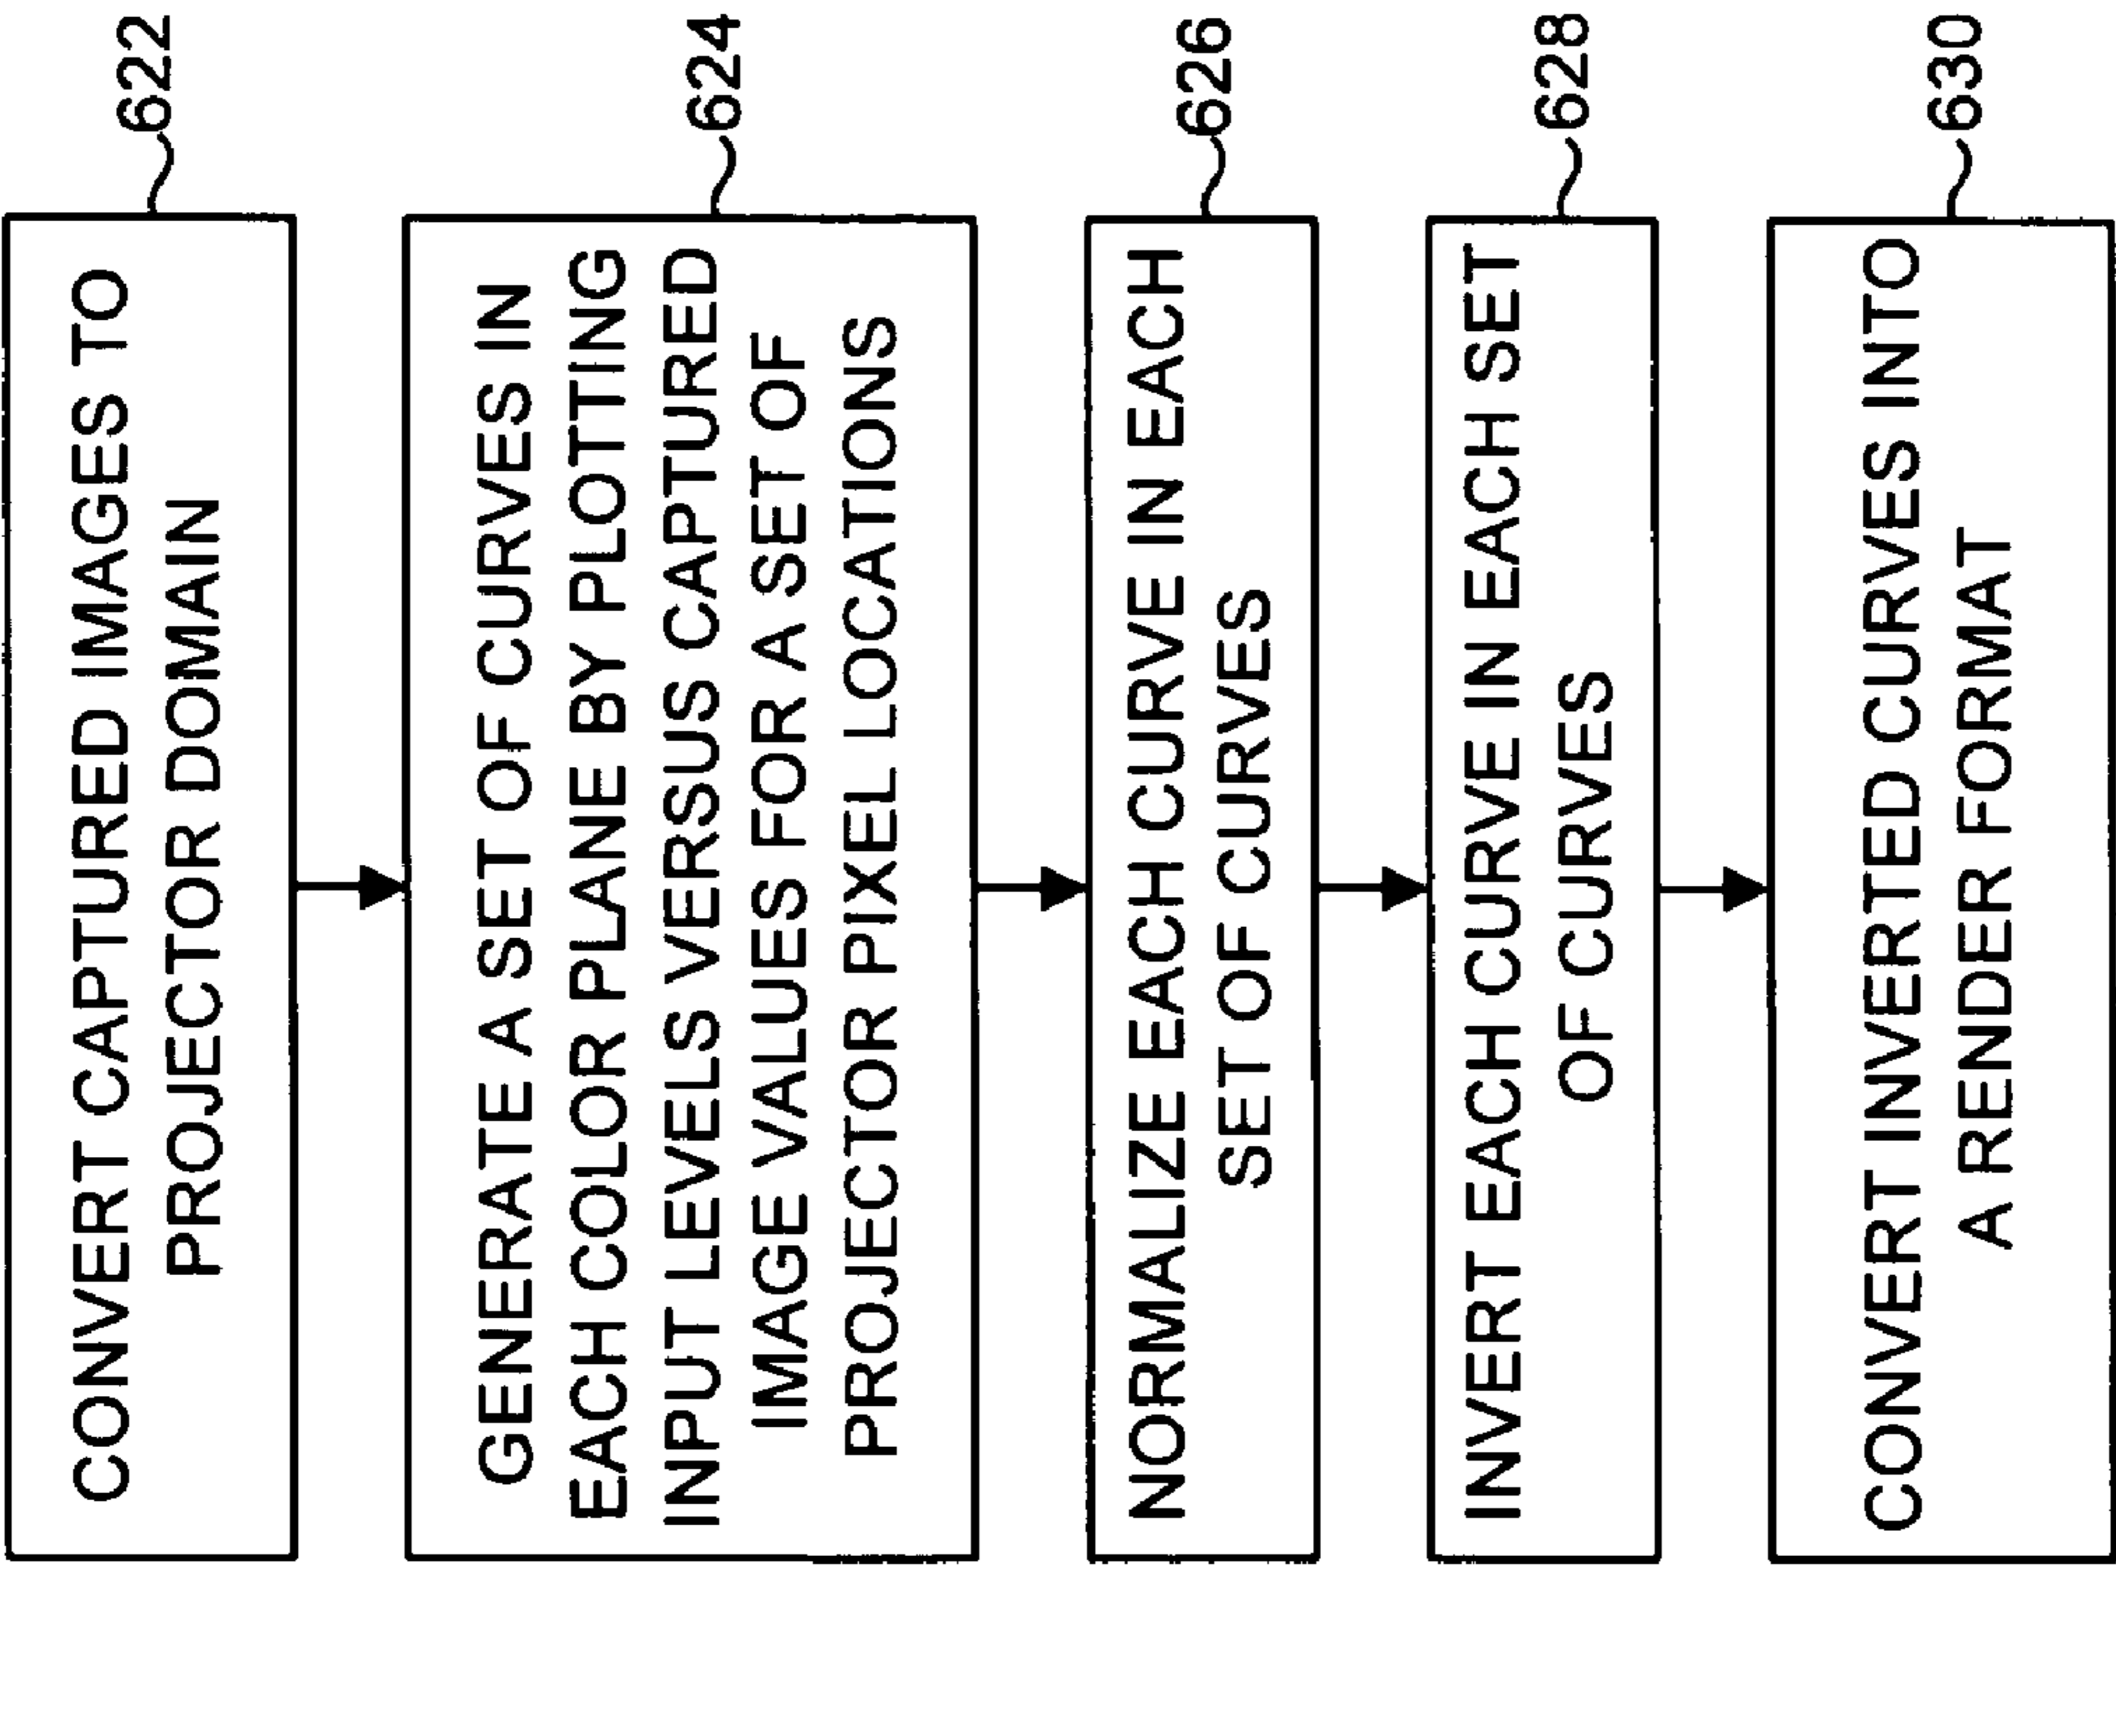 CONVERT CAPTURED IMAGES TO
PROJECTOR DOMAIN
622
GENERATE A SET OF CURVES IN
EACH COLOR PLANE BY PLOTTING
INPUT LEVELS VERSUS CAPTURED
IMAGE VALUES FOR A SET OF
PROJECTOR PIXEL LOCATIONS
624
NORMALIZE EACH CURVE IN EACH
SET OF CURVES
626
INVERT EACH CURVE IN EACH SET
OF CURVES
628
CONVERT INVERTED CURVES INTO
A RENDER FORMAT
630